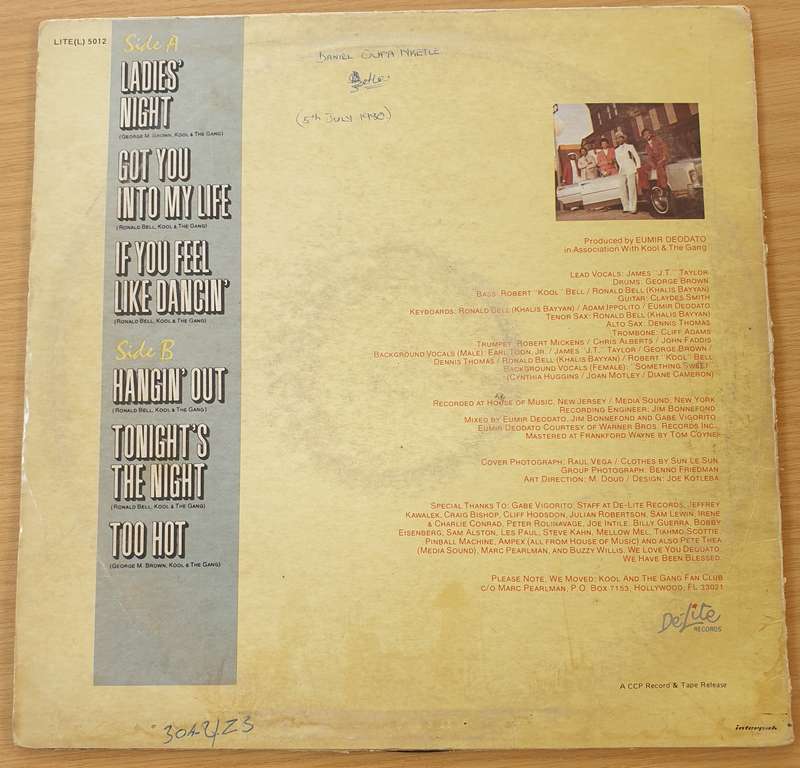 LITE(L) 5012
Side A
LADIES'
NIGHT
(GEORGE M. BROWN, KOOL & THE GANG)
GOT YOU
INTO MY LIFE
(RONALD BELL, KOOL & THE GANG)
IF YOU FEEL
LIKE DANCIN'
(RONALD BELL, KOOL & THE GANG)
Side B
HANGIN' OUT
(RONALD BELL, KOOL & THE GANG)
TONIGHT'S
THE NIGHT
(RONALD BELL, KOOL & THE GANG)
TOO HOT
(GEORGE M. BROWN, KOOL & THE GANG)
DANIEL
(5th JULY 1980)
PRODUCED BY EUMIR DEODATO
IN ASSOCIATION WITH KOOL & THE GANG
LEAD VOCALS: JAMES "J.T." TAYLOR
DRUMS: GEORGE BROWN
BASS: ROBERT "KOOL" BELL / RONALD BELL (KHALIS BAYYAN)
GUITAR: CLAYDES SMITH
KEYBOARDS: RONALD BELL (KHALIS BAYYAN) / ADAM IPPOLITO / EUMIR DEODATO
TENOR SAX: RONALD BELL (KHALIS BAYYAN)
ALTO SAX: DENNIS THOMAS
TROMBONE: CLIFF ADAMS
TRUMPET: ROBERT MICKENS / CHRIS ALBERTS / JOHN FADDIS
BACKGROUND VOCALS (MALE): EARL TOON, JR. / JAMES "J.T." TAYLOR / GEORGE BROWN /
DENNIS THOMAS / RONALD BELL (KHALIS BAYYAN) / ROBERT "KOOL" BELL
BACKGROUND VOCALS (FEMALE): "SOMETHING SWEET"
(CYNTHIA HUGGINS / JOAN MOTLEY / DIANE CAMERON)
RECORDED AT HOUSE OF MUSIC, NEW JERSEY / MEDIA SOUND, NEW YORK
RECORDING ENGINEER: JIM BONNEFOND
MIXED BY EUMIR DEODATO, JIM BONNEFOND AND GABE VIGORITO
EUMIR DEODATO COURTESY OF WARNER BROS. RECORDS INC.
MASTERED AT FRANKFORD WAYNE BY TOM COYNE
COVER PHOTOGRAPH: RAUL VEGA / CLOTHES BY SUN LE SUN
GROUP PHOTOGRAPH: BENNO FRIEDMAN
ART DIRECTION: M. DOUD / DESIGN: JOE KOTLEBA
SPECIAL THANKS TO: GABE VIGORITO, STAFF AT DE-LITE RECORDS, JEFFREY
KAWALEK, CRAIG BISHOP, CLIFF HODSDON, JULIAN ROBERTSON, SAM LEWIN, IRENE
& CHARLIE CONRAD, PETER ROLINAVAGE, JOE INTILE, BILLY GUERRA, BOBBY
EISENBERG, SAM ALSTON, LES PAUL, STEVE KAHN, MELLOW MEL, TIAHMO SCOTTIE,
PINBALL MACHINE, AMPEX (ALL FROM HOUSE OF MUSIC) AND ALSO PETE THEA
(MEDIA SOUND), MARC PEARLMAN, AND BUZZY WILLIS. WE LOVE YOU DEODATO,
WE HAVE BEEN BLESSED.
PLEASE NOTE, WE MOVED: KOOL AND THE GANG FAN CLUB
C/O MARC PEARLMAN, P.O. BOX 7153, HOLLYWOOD, FL 33021
De-Lite
RECORDS
A CCP Record & Tape Release
interpak